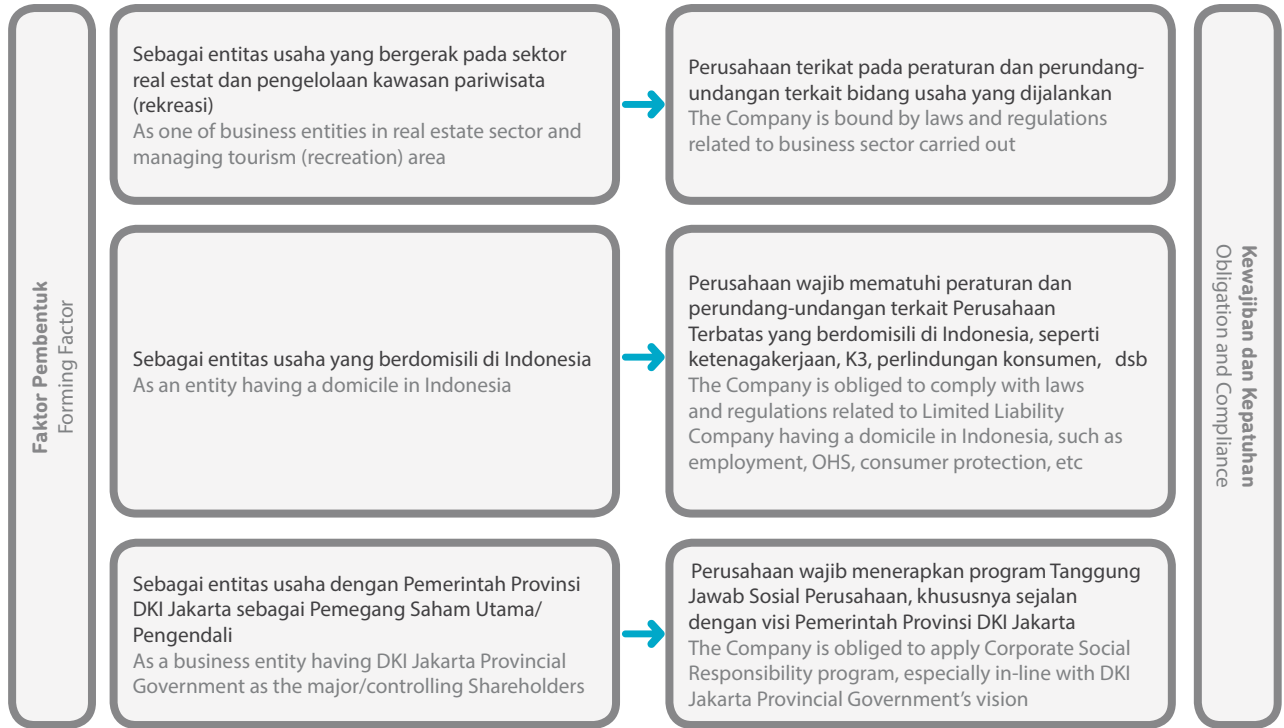 Faktor Pembentuk
Forming Factor
Sebagai entitas usaha yang bergerak pada sektor
real estat dan pengelolaan kawasan pariwisata
(rekreasi)
As one of business entities in real estate sector and
managing tourism (recreation) area
Perusahaan terikat pada peraturan dan perundang-
undangan terkait bidang usaha yang dijalankan
The Company is bound by laws and regulations
related to business sector carried out
Sebagai entitas usaha yang berdomisili di Indonesia
As an entity having a domicile in Indonesia
Perusahaan wajib mematuhi peraturan dan
perundang-undangan terkait Perusahaan
Terbatas yang berdomisili di Indonesia, seperti
ketenagakerjaan, K3, perlindungan konsumen, dsb
The Company is obliged to comply with laws
and regulations related to Limited Liability
Company having a domicile in Indonesia, such as
employment, OHS, consumer protection, etc
Sebagai entitas usaha dengan Pemerintah Provinsi
DKI Jakarta sebagai Pemegang Saham Utama/
Pengendali
As a business entity having DKI Jakarta Provincial
Government as the major/controlling Shareholders
Perusahaan wajib menerapkan program Tanggung
Jawab Sosial Perusahaan, khususnya sejalan
dengan visi Pemerintah Provinsi DKI Jakarta
The Company is obliged to apply Corporate Social
Responsibility program, especially in-line with DKI
Jakarta Provincial Government's vision
Kewajiban dan Kepatuhan
Obligation and Compliance